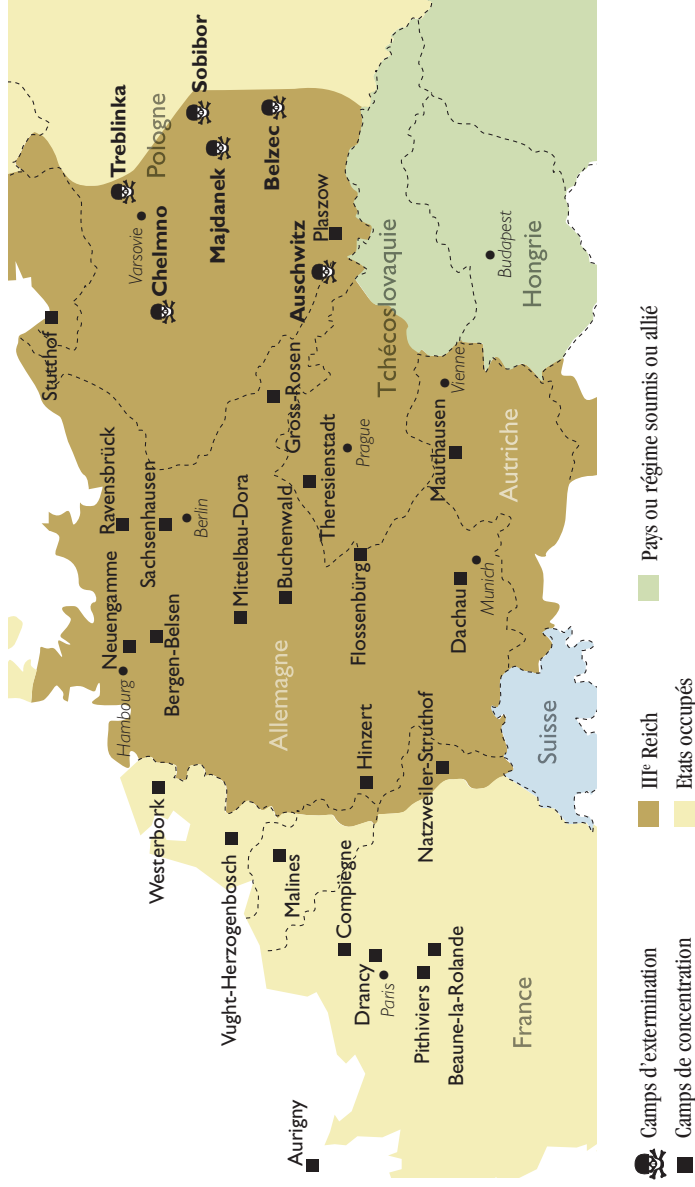 Aurigny
Westerbork
Vught-Herzogenbosch
Malines
Compiegne
Drancy
Paris
Pithiviers
Beaune-la-Rolande
France
Hambourg
Neuengamme
Bergen-Belsen
Ravensbrück
Sachsenhausen
Berlin
Mittelbau-Dora
Buchenwald
Allemagne
Hinzert
Natzweiler-Struthof
Flossenbürg
Dachau
Munich
Suisse
Stutthof
Gross-Rosen
Theresienstadt
Prague
Mauthausen
Vienne
Autriche
Tchécoslovaquie
Treblinka
Pologne
Varsovie
Chelmno
Sobibor
Majdanek
Belzec
Auschwitz
Plaszow
Budapest
Hongrie
Camps d'extermination
Camps de concentration
IIIe Reich
Etats occupés
Pays ou régime soumis ou allié